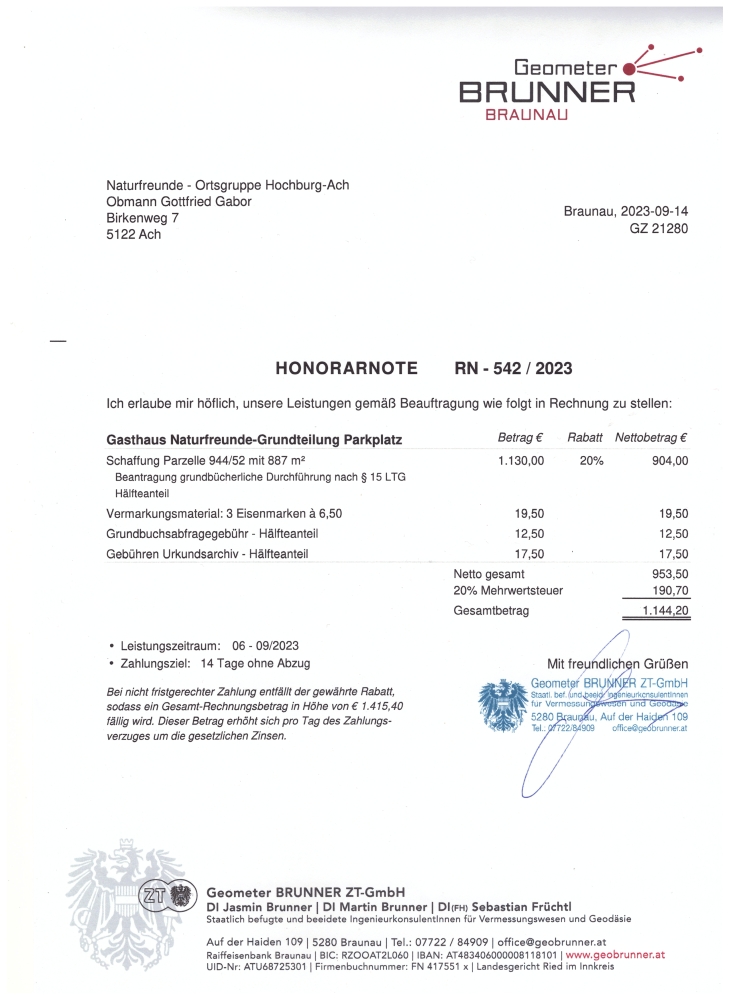 Geometer
BRUNNER
BRAUNAU
Naturfreunde - Ortsgruppe Hochburg-Ach
Obmann Gottfried Gabor
Birkenweg 7
5122 Ach
Braunau, 2023-09-14
GZ 21280
HONORARNOTE RN - 542 / 2023
Ich erlaube mir höflich, unsere Leistungen gemäß Beauftragung wie folgt in Rechnung zu stellen:
Gasthaus Naturfreunde-Grundteilung Parkplatz Betrag € Rabatt Nettobetrag €
Schaffung Parzelle 944/52 mit 887 m² 1.130,00 20% 904,00
Beantragung grundbücherliche Durchführung nach § 15 LTG
Hälfteanteil
Vermarkungsmaterial: 3 Eisenmarken à 6,50 19,50 19,50
Grundbuchsabfragegebühr - Hälfteanteil 12,50 12,50
Gebühren Urkundsarchiv - Hälfteanteil 17,50 17,50
Netto gesamt 953,50
20% Mehrwertsteuer 190,70
Gesamtbetrag 1.144,20
• Leistungszeitraum: 06 - 09/2023
• Zahlungsziel: 14 Tage ohne Abzug
Bei nicht fristgerechter Zahlung entfällt der gewährte Rabatt,
sodass ein Gesamt-Rechnungsbetrag in Höhe von € 1.415,40
fällig wird. Dieser Betrag erhöht sich pro Tag des Zahlungs-
verzuges um die gesetzlichen Zinsen.
Mit freundlichen Grüßen
Geometer BRUNNER ZT-GmbH
Staatl. bef. und beeid. IngenieurkonsulentInnen
für Vermessungswesen und Geodäsie
5280 Braunau, Auf der Haiden 109
Tel.: 07722/84909 office@geobrunner.at
ZT
Geometer BRUNNER ZT-GmbH
DI Jasmin Brunner | DI Martin Brunner | DI(FH) Sebastian Früchtl
Staatlich befugte und beeidete IngenieurkonsulentInnen für Vermessungswesen und Geodäsie
Auf der Haiden 109 | 5280 Braunau | Tel.: 07722 / 84909 | office@geobrunner.at
Raiffeisenbank Braunau | BIC: RZOOAT2L060 | IBAN: AT483406000008118101 | www.geobrunner.at
UID-Nr: ATU68725301 | Firmenbuchnummer: FN 417551 x | Landesgericht Ried im Innkreis